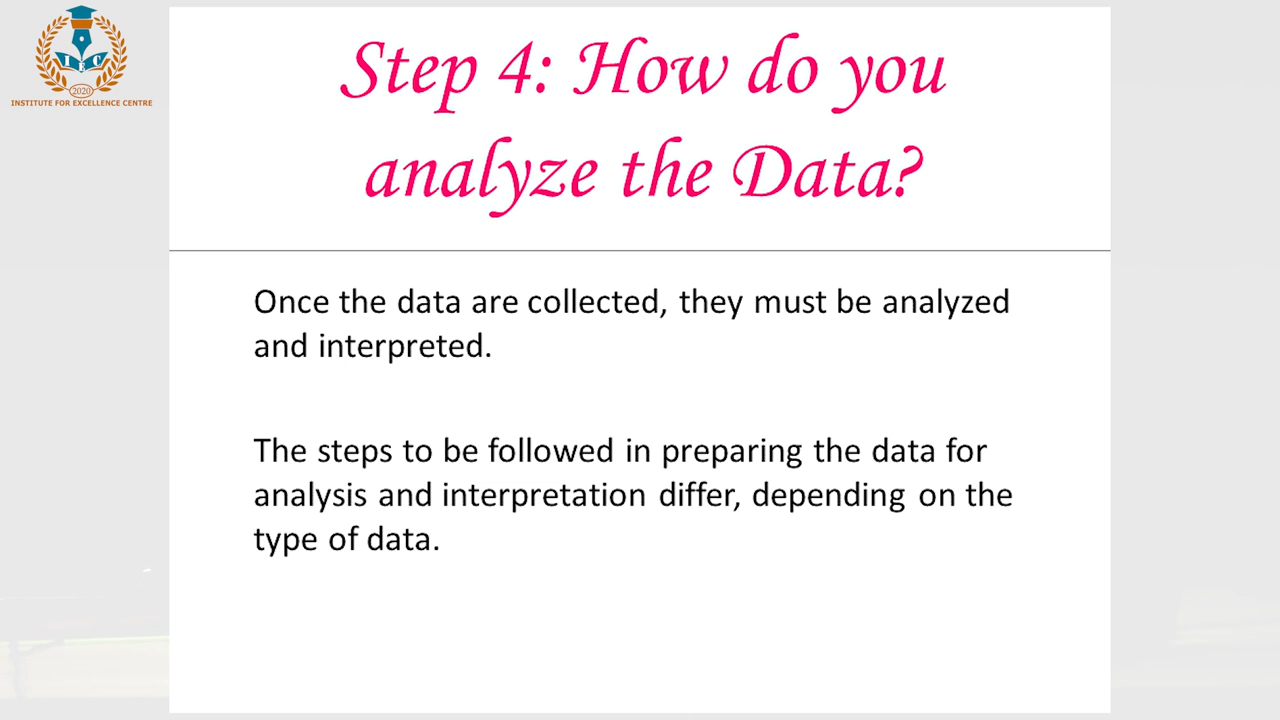 IEC
2020
INSTITUTE FOR EXCELLENCE CENTRE
Step 4: How do you
analyze the Data?
Once the data are collected, they must be analyzed
and interpreted.
The steps to be followed in preparing the data for
analysis and interpretation differ, depending on the
type of data.